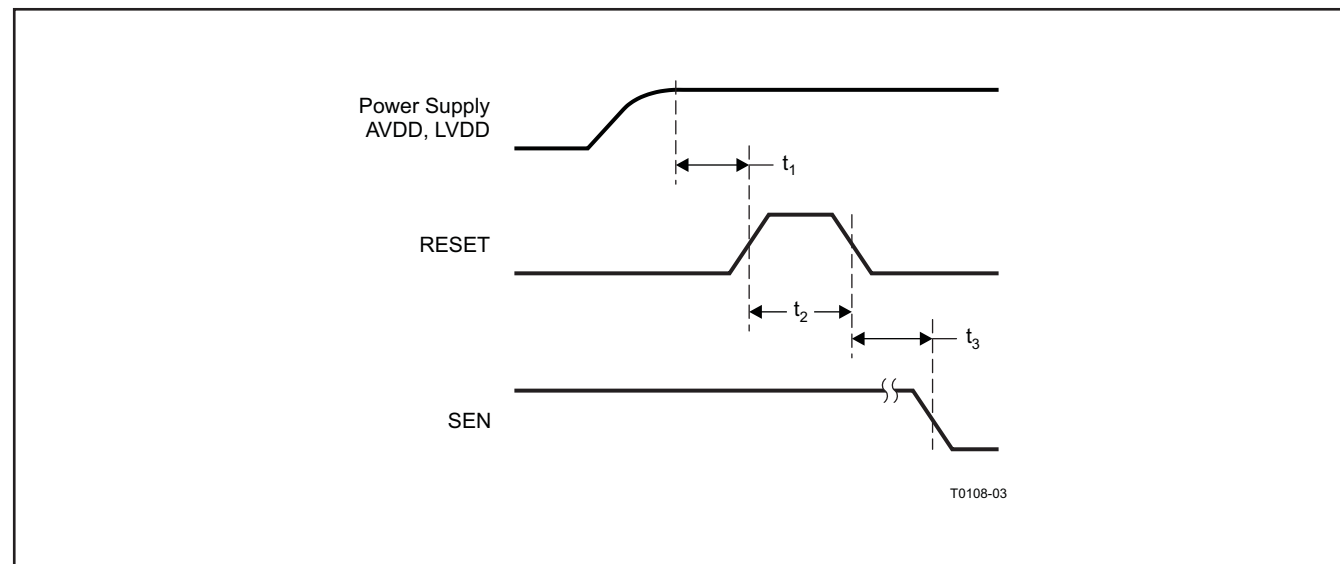 Power Supply
AVDD, LVDD
t1
RESET
t2
t3
SEN
T0108-03